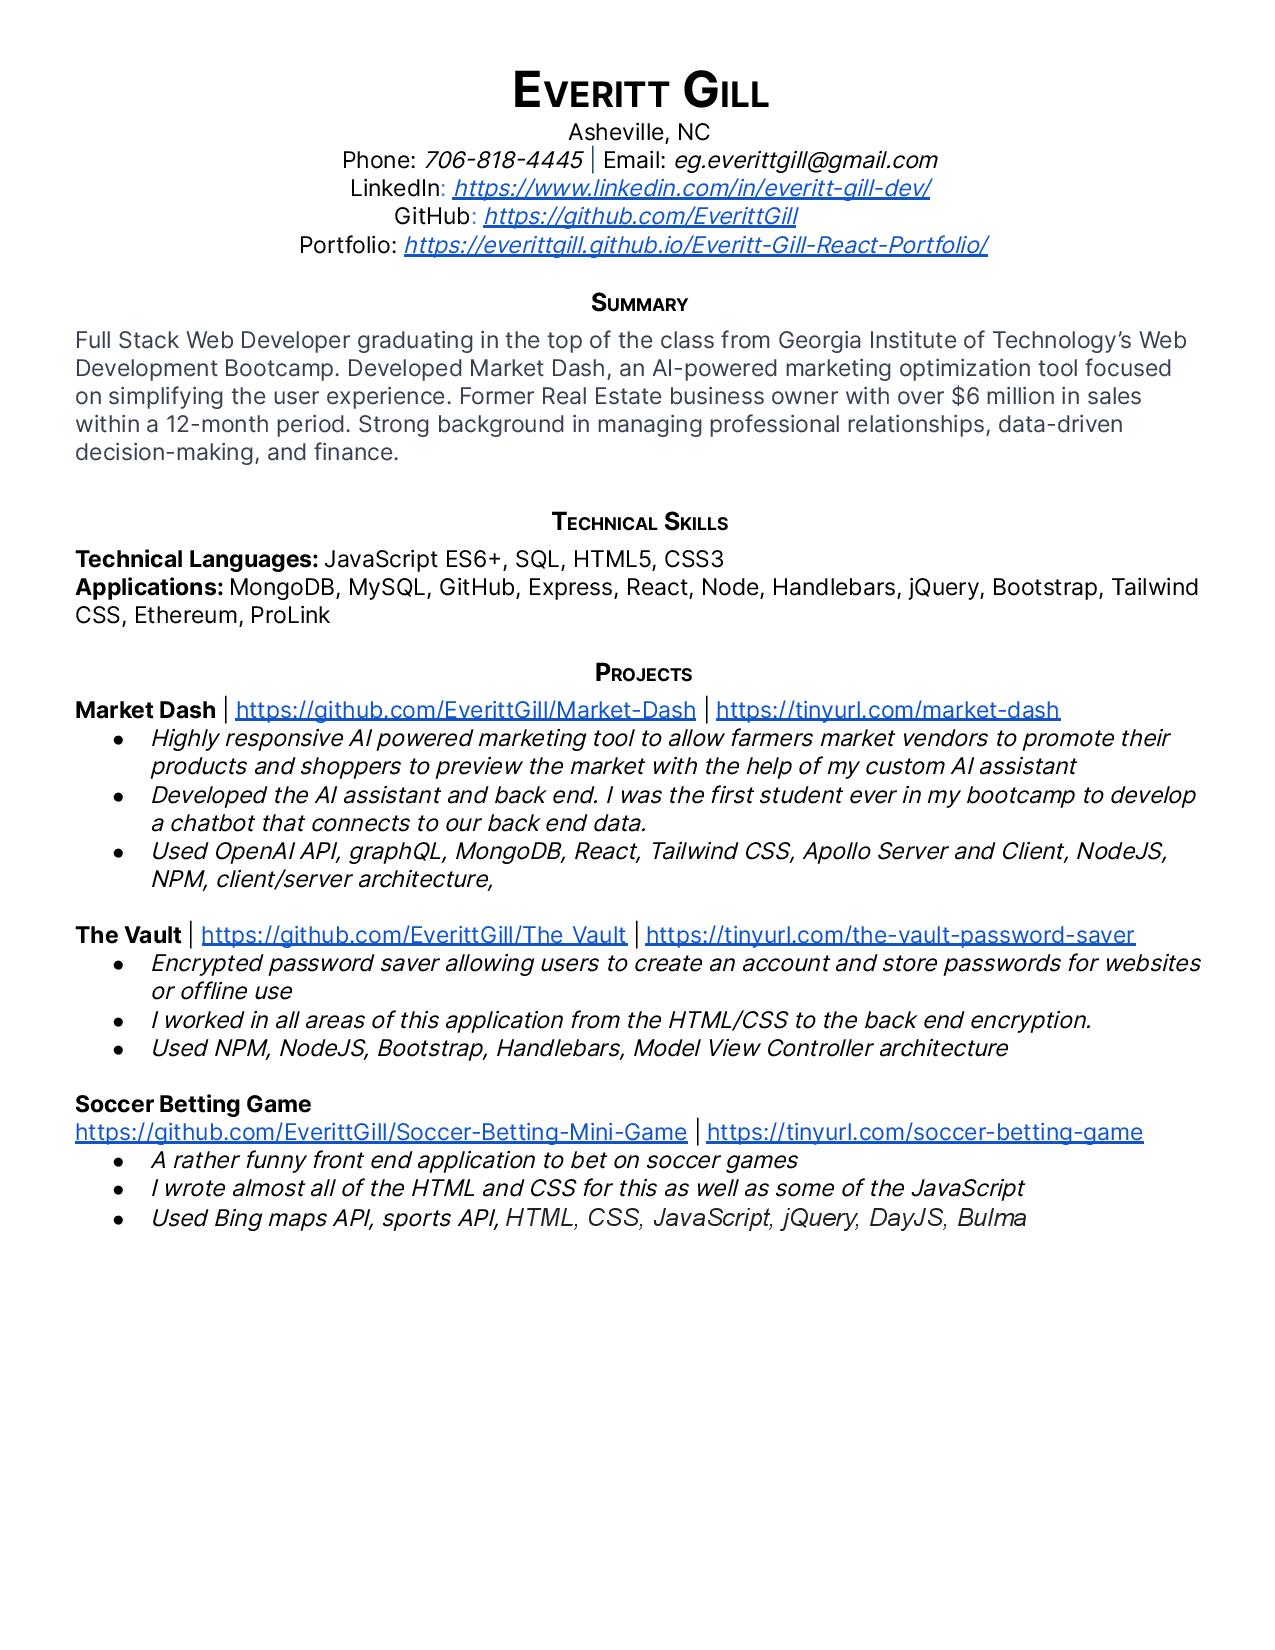 Everitt Gill
Asheville, NC
Phone: 706-818-4445 | Email: eg.everittgill@gmail.com
LinkedIn: https://www.linkedin.com/in/everitt-gill-dev/
GitHub: https://github.com/EverittGill
Portfolio: https://everittgill.github.io/Everitt-Gill-React-Portfolio/
Summary
Full Stack Web Developer graduating in the top of the class from Georgia Institute of Technology’s Web
Development Bootcamp. Developed Market Dash, an AI-powered marketing optimization tool focused
on simplifying the user experience. Former Real Estate business owner with over $6 million in sales
within a 12-month period. Strong background in managing professional relationships, data-driven
decision-making, and finance.
Technical Skills
Technical Languages: JavaScript ES6+, SQL, HTML5, CSS3
Applications: MongoDB, MySQL, GitHub, Express, React, Node, Handlebars, jQuery, Bootstrap, Tailwind
CSS, Ethereum, ProLink
Projects
Market Dash | https://github.com/EverittGill/Market-Dash | https://tinyurl.com/market-dash
● Highly responsive AI powered marketing tool to allow farmers market vendors to promote their
products and shoppers to preview the market with the help of my custom AI assistant
● Developed the AI assistant and back end. I was the first student ever in my bootcamp to develop
a chatbot that connects to our back end data.
● Used OpenAI API, graphQL, MongoDB, React, Tailwind CSS, Apollo Server and Client, NodeJS,
NPM, client/server architecture,
The Vault | https://github.com/EverittGill/The_Vault | https://tinyurl.com/the-vault-password-saver
● Encrypted password saver allowing users to create an account and store passwords for websites
or offline use
● I worked in all areas of this application from the HTML/CSS to the back end encryption.
● Used NPM, NodeJS, Bootstrap, Handlebars, Model View Controller architecture
Soccer Betting Game
https://github.com/EverittGill/Soccer-Betting-Mini-Game | https://tinyurl.com/soccer-betting-game
● A rather funny front end application to bet on soccer games
● I wrote almost all of the HTML and CSS for this as well as some of the JavaScript
● Used Bing maps API, sports API, HTML, CSS, JavaScript, jQuery, DayJS, Bulma